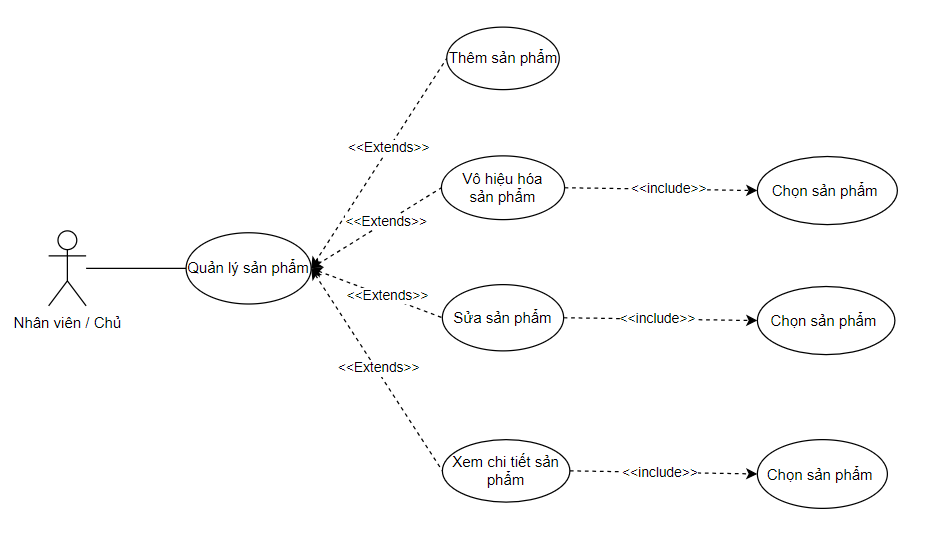 Thêm sản phẩm
<<Extends>>
Vô hiệu hóa
sản phẩm
<<include>>
Chọn sản phẩm
<<Extends>>
Quản lý sản phẩm
Nhân viên / Chủ
<<Extends>>
Sửa sản phẩm
<<include>>
Chọn sản phẩm
<<Extends>>
Xem chi tiết sản
phẩm
<<include>>
Chọn sản phẩm